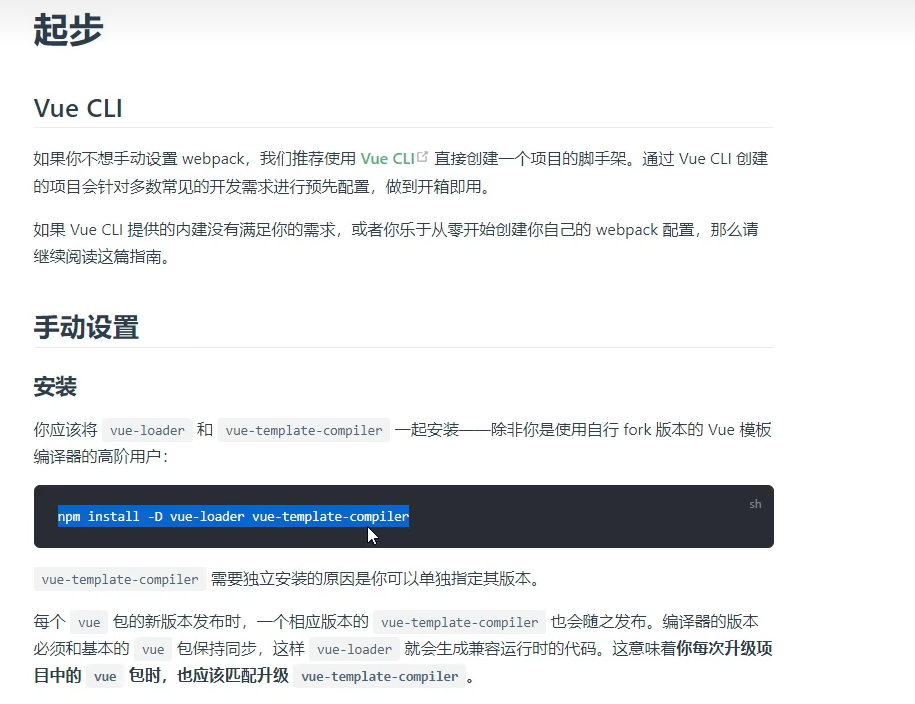 起步
Vue CLI
如果你不想手动设置 webpack，我们推荐使用 Vue CLI 直接创建一个项目的脚手架。通过 Vue CLI 创建
的项目会针对多数常见的开发需求进行预先配置，做到开箱即用。
如果 Vue CLI 提供的内建没有满足你的需求，或者你乐于从零开始创建你自己的 webpack 配置，那么请
继续阅读这篇指南。
手动设置
安装
你应该将 vue-loader 和 vue-template-compiler 一起安装——除非你是使用自行 fork 版本的 Vue 模板
编译器的高阶用户：
sh
npm install -D vue-loader vue-template-compiler
vue-template-compiler 需要独立安装的原因是你可以单独指定其版本。
每个 vue 包的新版本发布时，一个相应版本的 vue-template-compiler 也会随之发布。编译器的版本
必须和基本的 vue 包保持同步，这样 vue-loader 就会生成兼容运行时的代码。这意味着你每次升级项
目中的 vue 包时，也应该匹配升级 vue-template-compiler 。